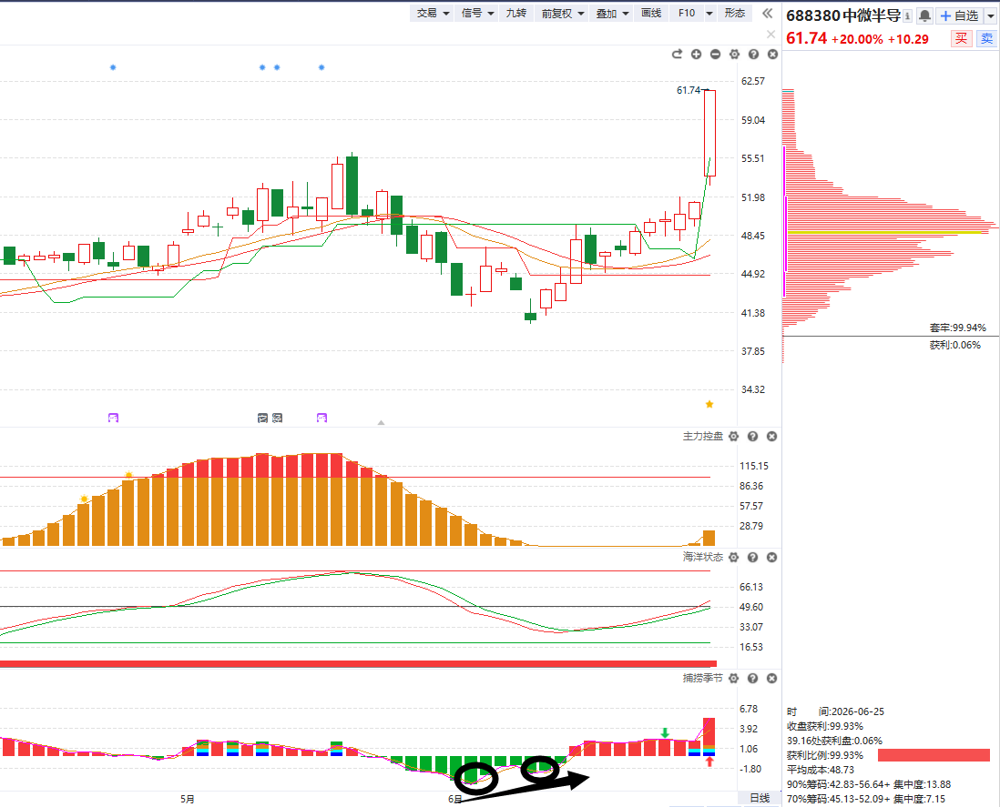 交易 信号 九转 前复权 叠加 画线 F10 形态
688380 中微半导 自选
61.74 +20.00% +10.29 买 卖
62.57
61.74
59.04
55.51
51.98
48.45
44.92
41.38
37.85
34.32
套牢:99.94%
获利:0.06%
主力控盘
115.15
86.36
57.57
28.79
海洋状态
66.13
49.60
33.07
16.53
捕捞季节
6.78
3.92
1.06
-1.80
5月 6月 日线
时 间:2026-06-25
收盘获利:99.93%
39.16处获利盘:0.06%
获利比例:99.93%
平均成本:48.73
90%筹码:42.83-56.64+ 集中度:13.88
70%筹码:45.13-52.09+ 集中度:7.15